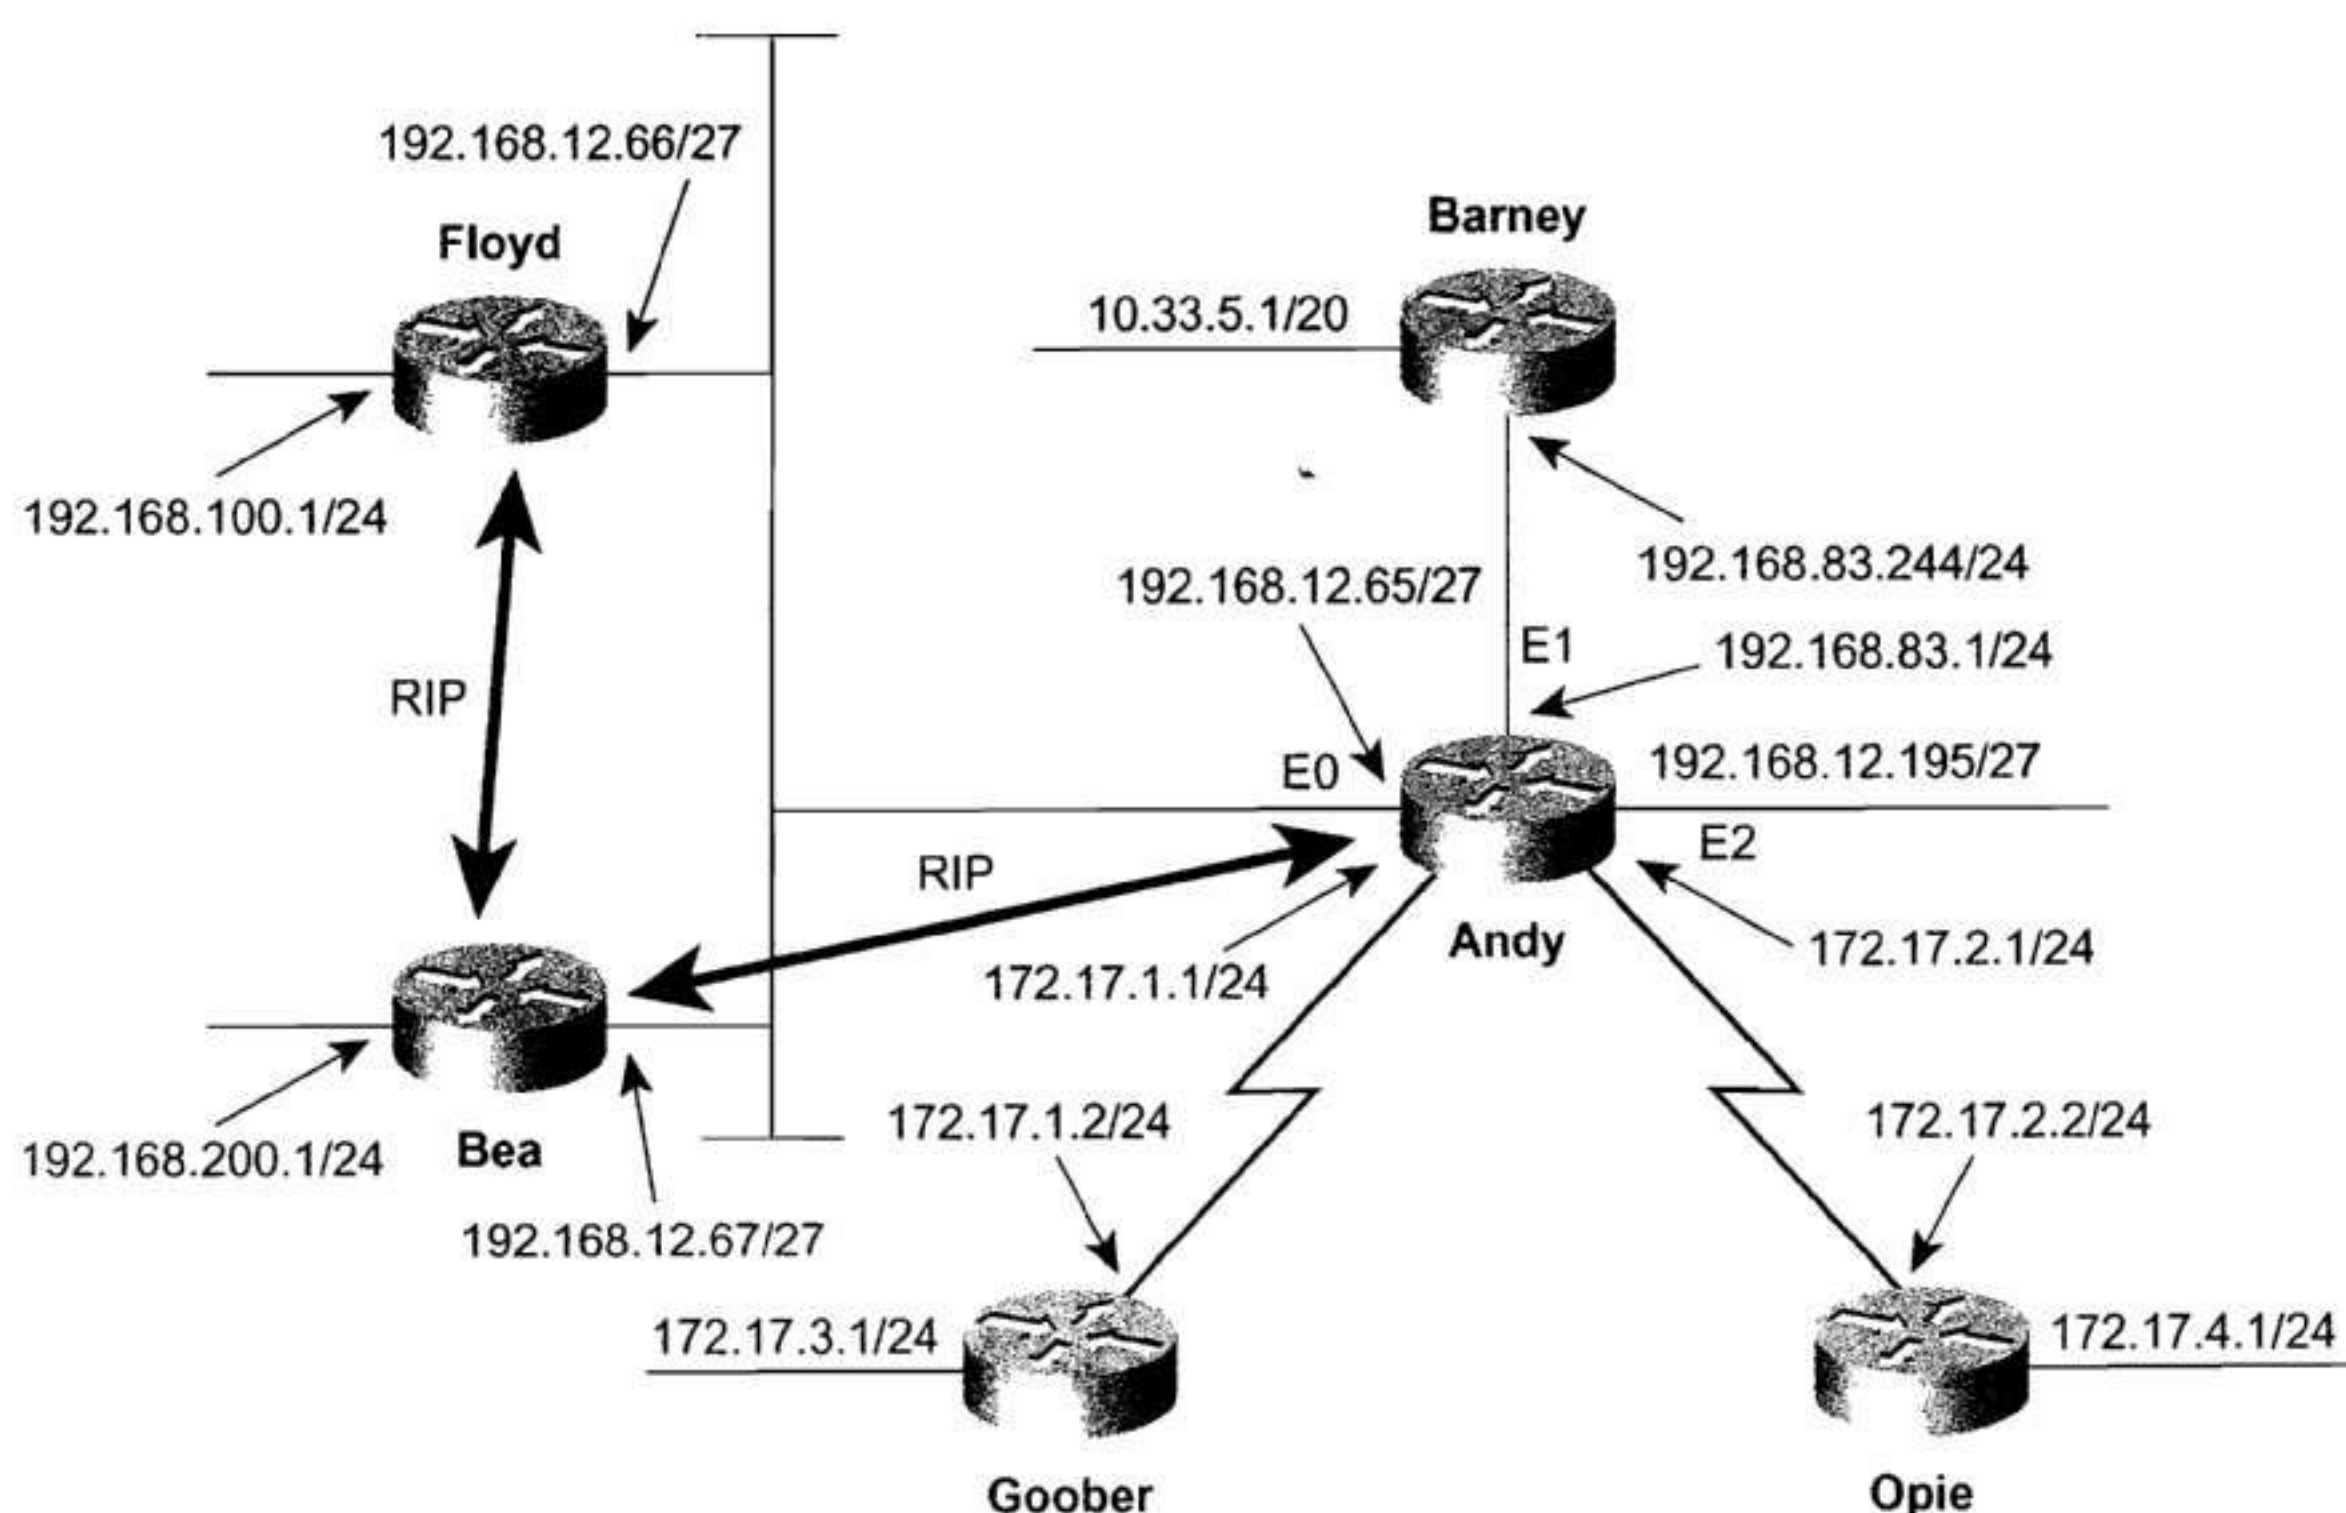 192.168.12.66/27
Floyd
Barney
10.33.5.1/20
192.168.100.1/24
192.168.83.244/24
192.168.12.65/27
E1
192.168.83.1/24
RIP
E0
192.168.12.195/27
E2
RIP
Andy
172.17.2.1/24
172.17.1.1/24
172.17.1.2/24
172.17.2.2/24
192.168.200.1/24
Bea
192.168.12.67/27
172.17.3.1/24
172.17.4.1/24
Goober
Opie